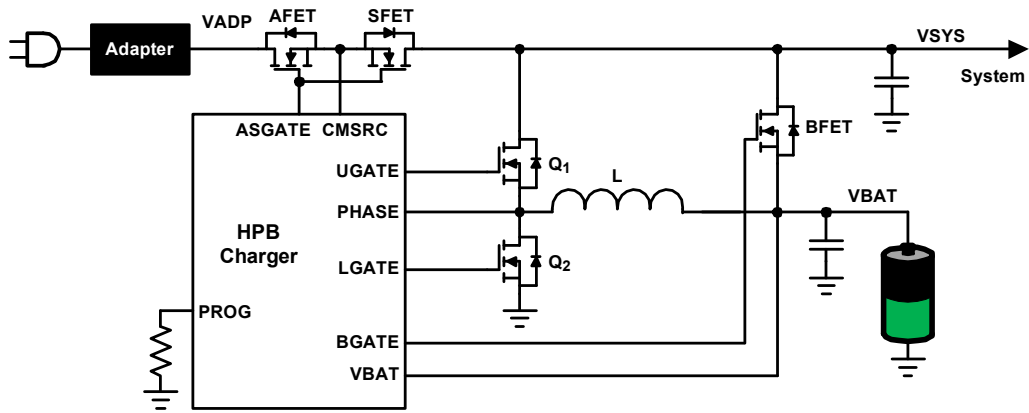 VADP
AFET
SFET
VSYS
Adapter
System
ASGATE
CMSRC
BFET
UGATE
Q1
L
PHASE
VBAT
HPB
Charger
LGATE
Q2
PROG
BGATE
VBAT